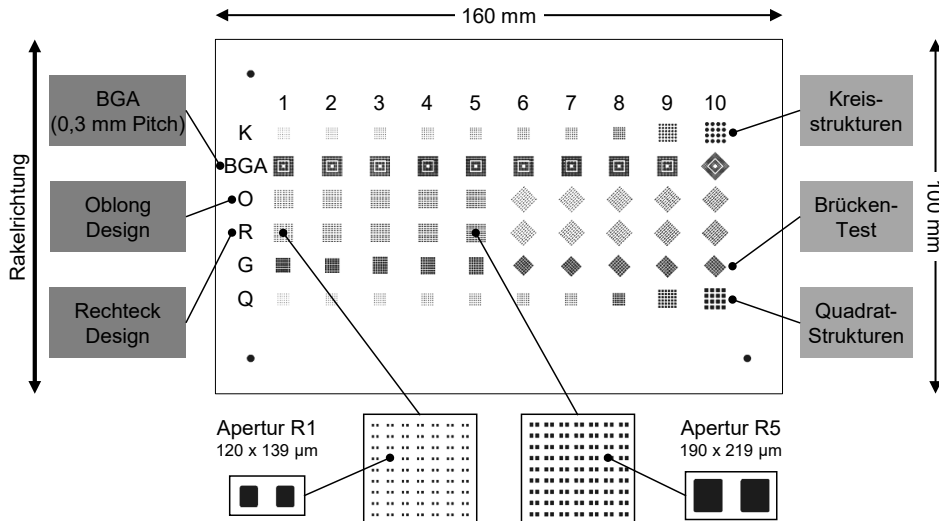 160 mm
100 mm
Rakelrichtung
BGA
(0,3 mm Pitch)
Oblong
Design
Rechteck
Design
1 2 3 4 5 6 7 8 9 10
K
BGA
O
R
G
Q
Kreis-
strukturen
Brücken-
Test
Quadrat-
Strukturen
Apertur R1
120 x 139 µm
Apertur R5
190 x 219 µm